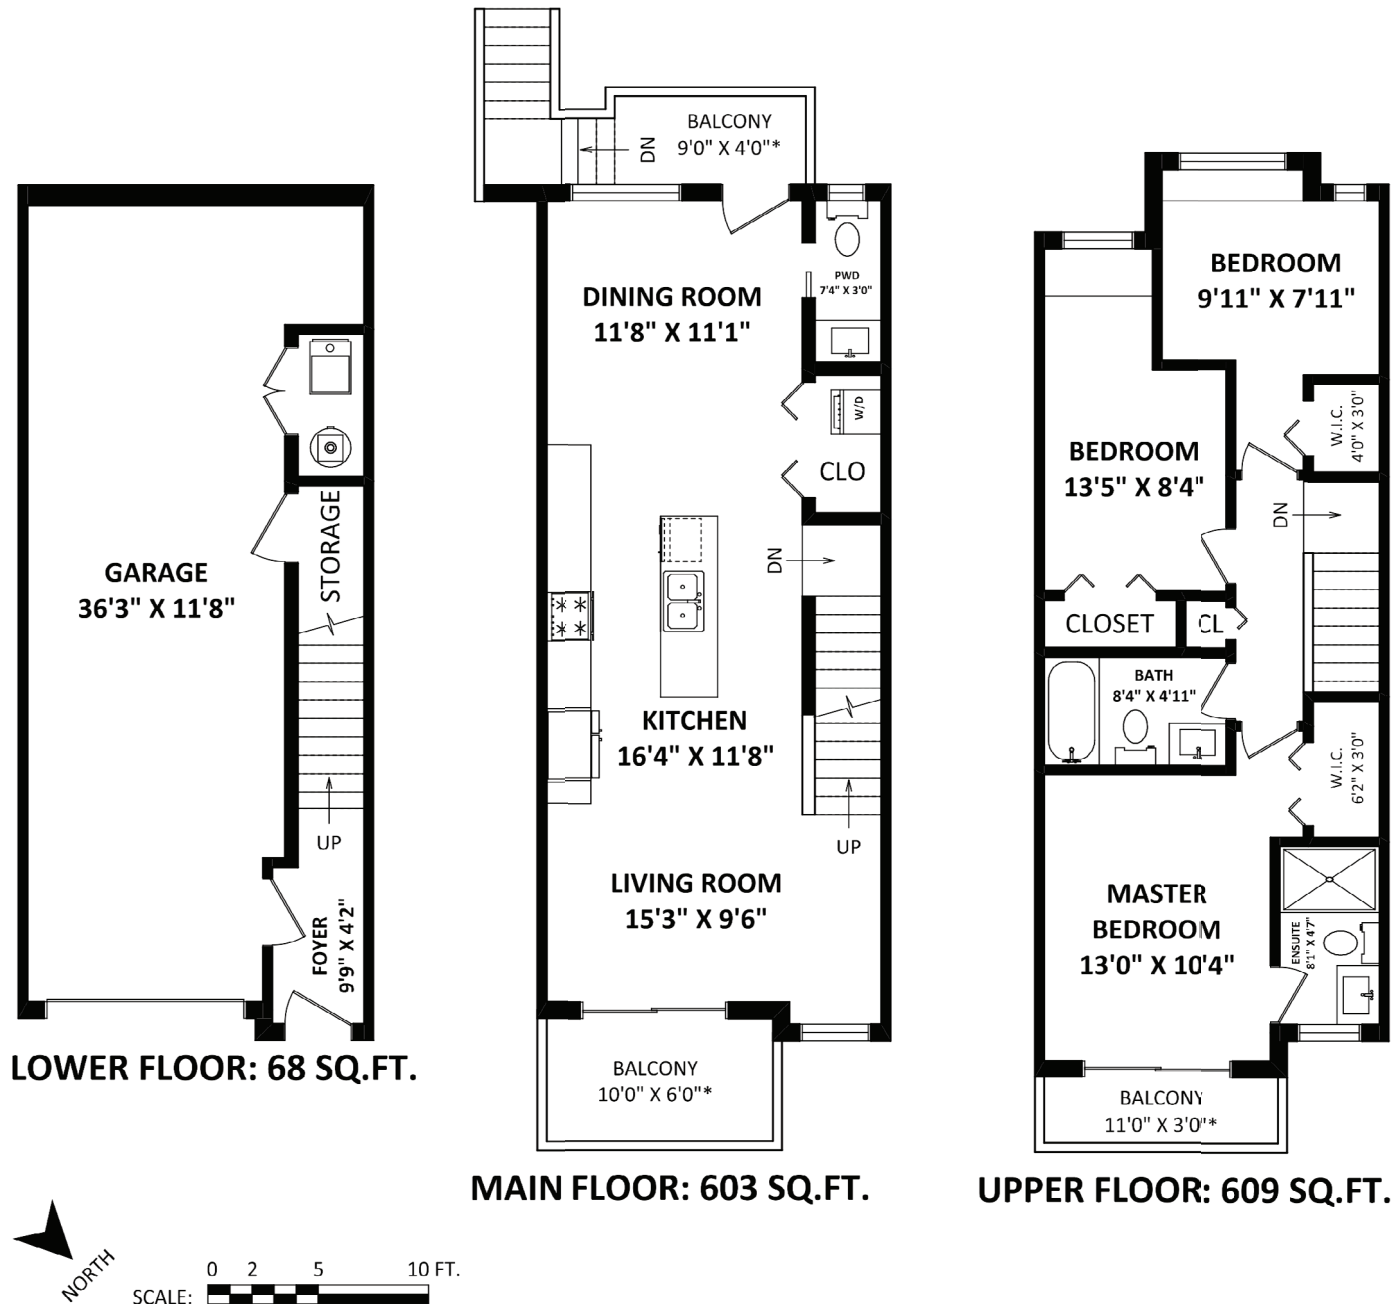 GARAGE
36'3" X 11'8"
STORAGE
UP
FOYER
9'9" X 4'2"
LOWER FLOOR: 68 SQ.FT.
BALCONY
9'0" X 4'0"*
DN
DINING ROOM
11'8" X 11'1"
PWD
7'4" X 3'0"
W/D
CLO
DN
KITCHEN
16'4" X 11'8"
UP
LIVING ROOM
15'3" X 9'6"
BALCONY
10'0" X 6'0"*
MAIN FLOOR: 603 SQ.FT.
BEDROOM
9'11" X 7'11"
W.I.C.
4'0" X 3'0"
BEDROOM
13'5" X 8'4"
DN
CLOSET
CL
BATH
8'4" X 4'11"
W.I.C.
6'2" X 3'0"
MASTER
BEDROOM
13'0" X 10'4"
ENSUITE
8'1" X 4'7"
BALCONY
11'0" X 3'0"*
UPPER FLOOR: 609 SQ.FT.
NORTH
0 2 5 10 FT.
SCALE: